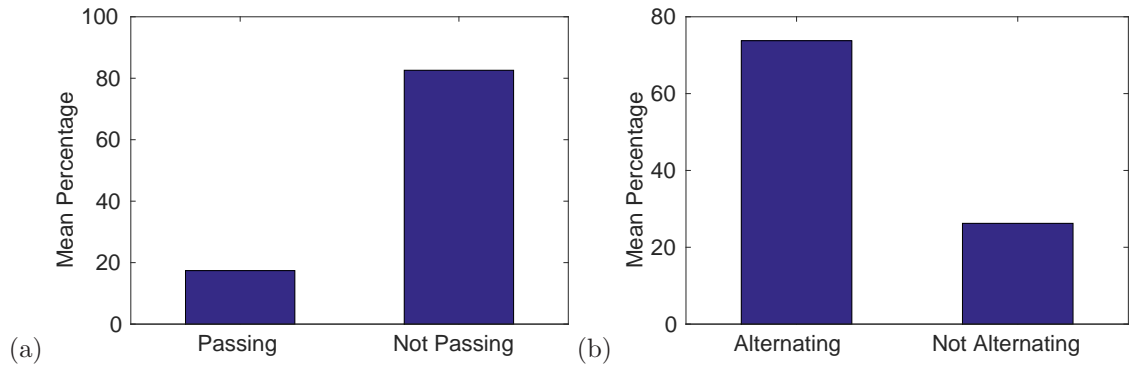 (a)
Mean Percentage
100
80
60
40
20
0
Passing Not Passing
(b)
Mean Percentage
80
60
40
20
0
Alternating Not Alternating